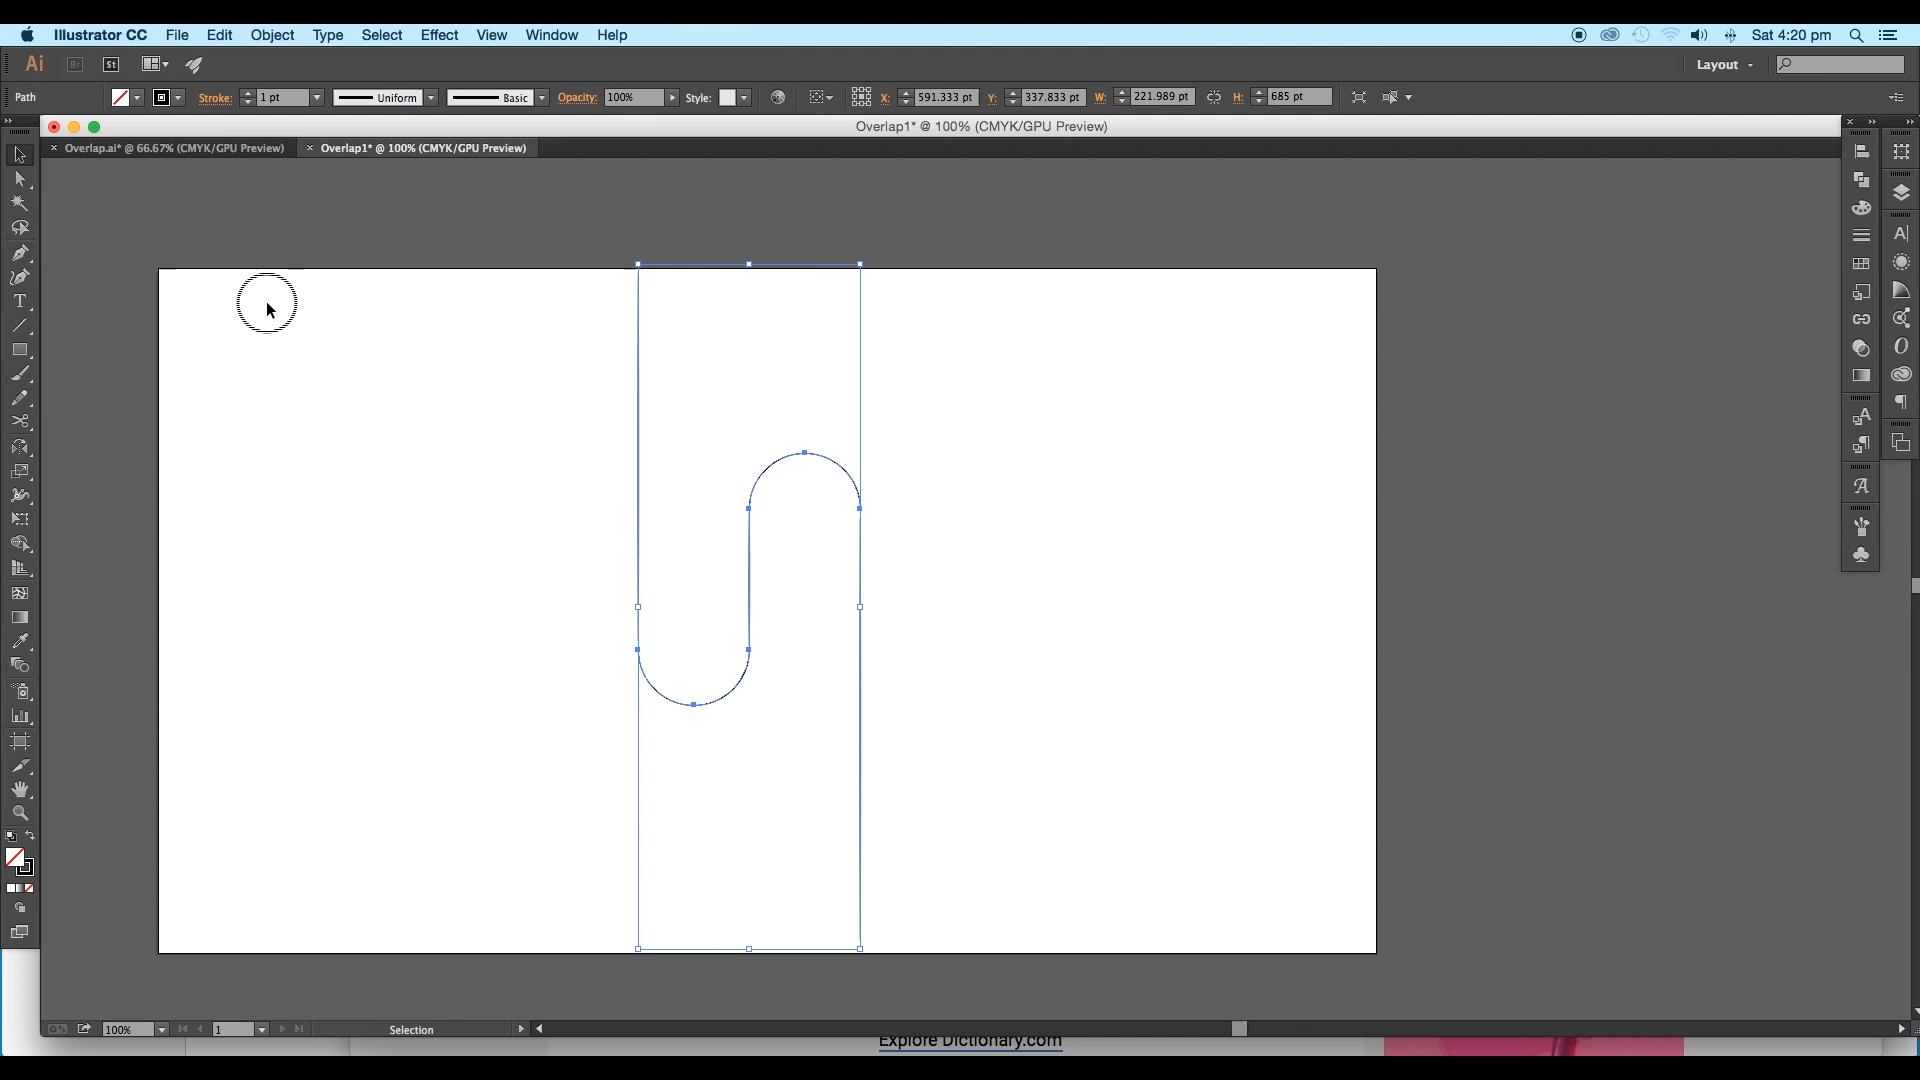 Illustrator CC File Edit Object Type Select Effect View Window Help Sat 4:20 pm
Ai Br St Layout
Path Stroke: 1 pt Uniform Basic Opacity: 100% Style: X: 591.333 pt Y: 337.833 pt W: 221.989 pt H: 685 pt
Overlap1* @ 100% (CMYK/GPU Preview)
× Overlap.ai* @ 66.67% (CMYK/GPU Preview) × Overlap1* @ 100% (CMYK/GPU Preview)
100% 1 Selection
Explore Dictionary.com